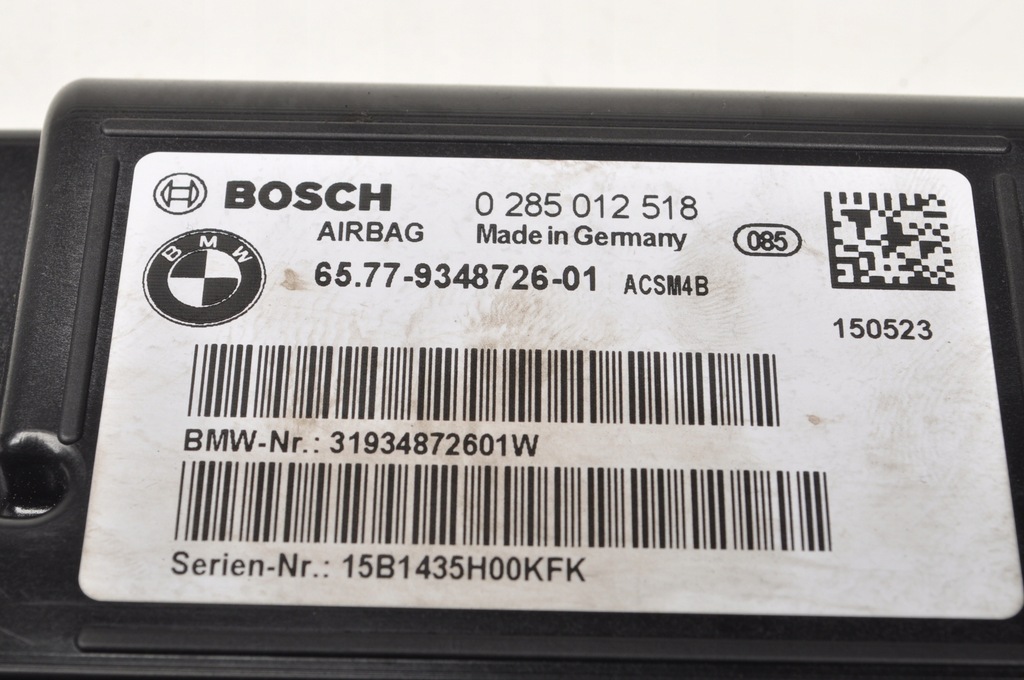 BOSCH
0 285 012 518
AIRBAG
Made in Germany
085
BMW
65.77-9348726-01 ACSM4B
150523
BMW-Nr.: 31934872601W
Serien-Nr.: 15B1435H00KFK